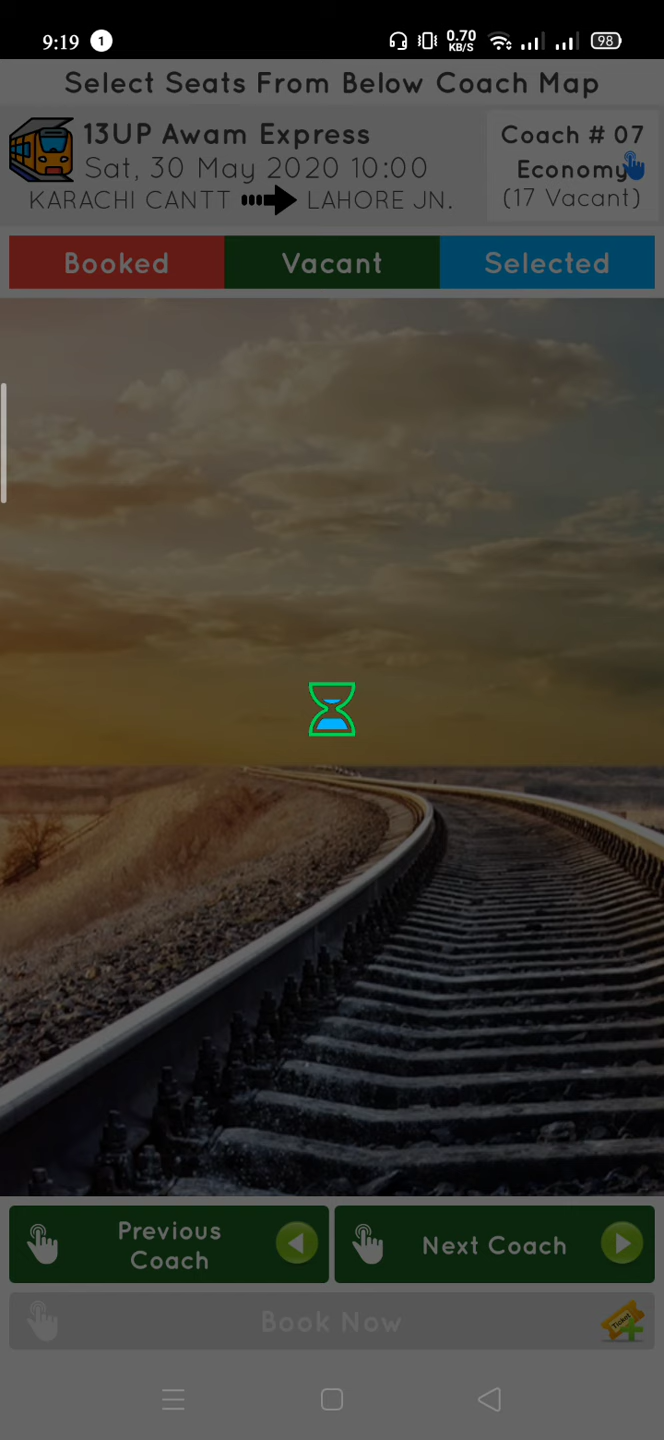 9:19 1 0.70 KB/S 98
Select Seats From Below Coach Map
13UP Awam Express
Sat, 30 May 2020 10:00
KARACHI CANTT LAHORE JN.
Coach # 07
Economy
(17 Vacant)
Booked Vacant Selected
Previous Coach
Next Coach
Book Now
Ticket